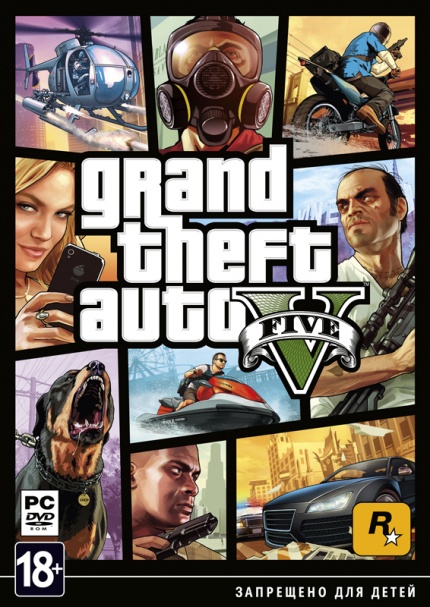 grand
theft
auto V
FIVE
PC
DVD
ROM
R
18+
ЗАПРЕЩЕНО ДЛЯ ДЕТЕЙ